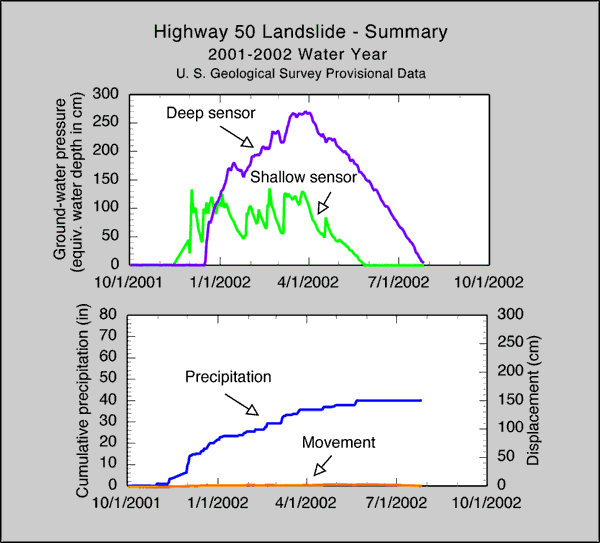 Highway 50 Landslide - Summary
2001-2002 Water Year
U. S. Geological Survey Provisional Data
Ground-water pressure
(equiv. water depth in cm)
300
250
200
150
100
50
0
Deep sensor
Shallow sensor
10/1/2001 1/1/2002 4/1/2002 7/1/2002 10/1/2002
Cumulative precipitation (in)
80
70
60
50
40
30
20
10
0
Precipitation
Movement
300
250
200
150
100
50
0
Displacement (cm)
10/1/2001 1/1/2002 4/1/2002 7/1/2002 10/1/2002